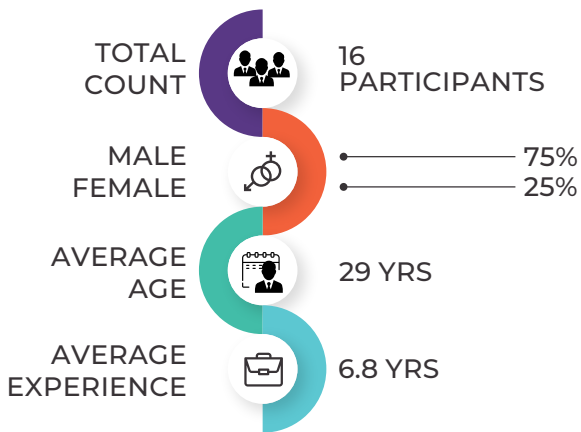 TOTAL
COUNT
16
PARTICIPANTS
MALE
FEMALE
75%
25%
AVERAGE
AGE
29 YRS
AVERAGE
EXPERIENCE
6.8 YRS